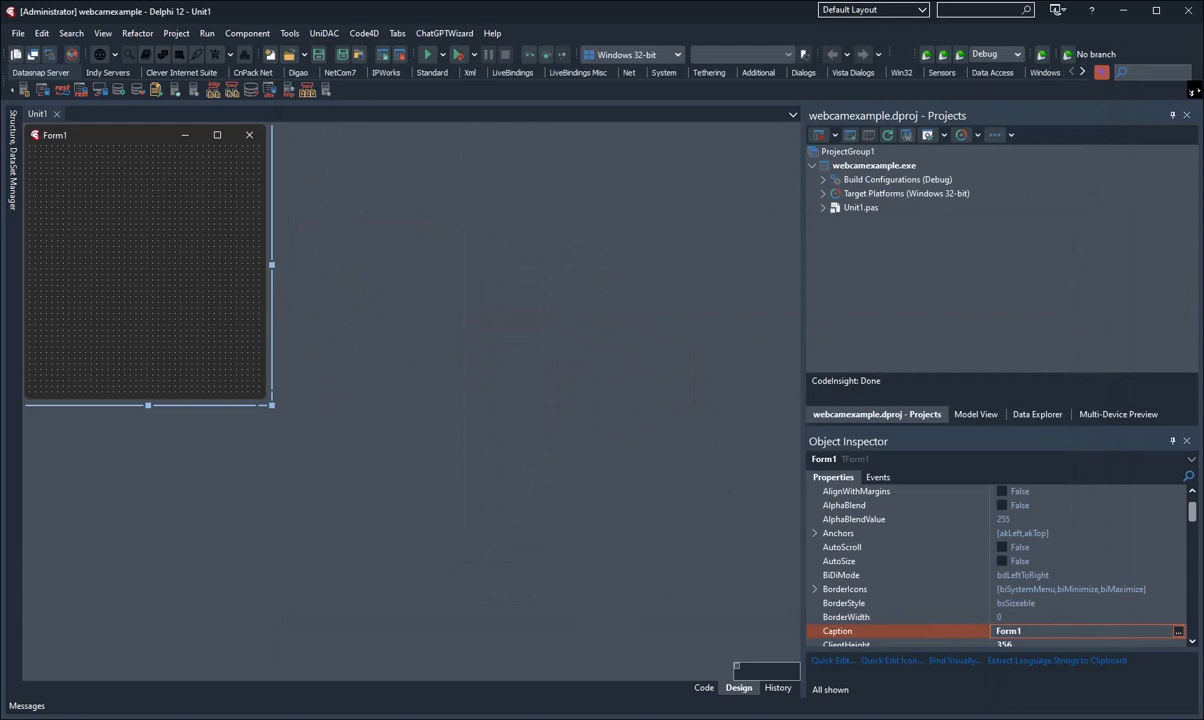 [Administrator] webcamexample - Delphi 12 - Unit1
Default Layout
File Edit Search View Refactor Project Run Component Tools UniDAC Code4D Tabs ChatGPTWizard Help
Windows 32-bit
Debug
No branch
Datasnap Server Indy Servers Clever Internet Suite CnPack Net Digao NetCom7 IPWorks Standard Xml LiveBindings LiveBindings Misc Net System Tethering Additional Dialogs Vista Dialogs Win32 Sensors Data Access Windows
Unit1
Structure, DataSet Manager
Form1
webcamexample.dproj - Projects
ProjectGroup1
webcamexample.exe
Build Configurations (Debug)
Target Platforms (Windows 32-bit)
Unit1.pas
CodeInsight: Done
webcamexample.dproj - Projects Model View Data Explorer Multi-Device Preview
Object Inspector
Form1 TForm1
Properties Events
AlignWithMargins False
AlphaBlend False
AlphaBlendValue 255
Anchors [akLeft,akTop]
AutoScroll False
AutoSize False
BiDiMode bdLeftToRight
BorderIcons [biSystemMenu,biMinimize,biMaximize]
BorderStyle bsSizeable
BorderWidth 0
Caption Form1
ClientHeight 356
Quick Edit... Quick Edit Icon... Bind Visually... Extract Language Strings to Clipboard
All shown
Code Design History
Messages